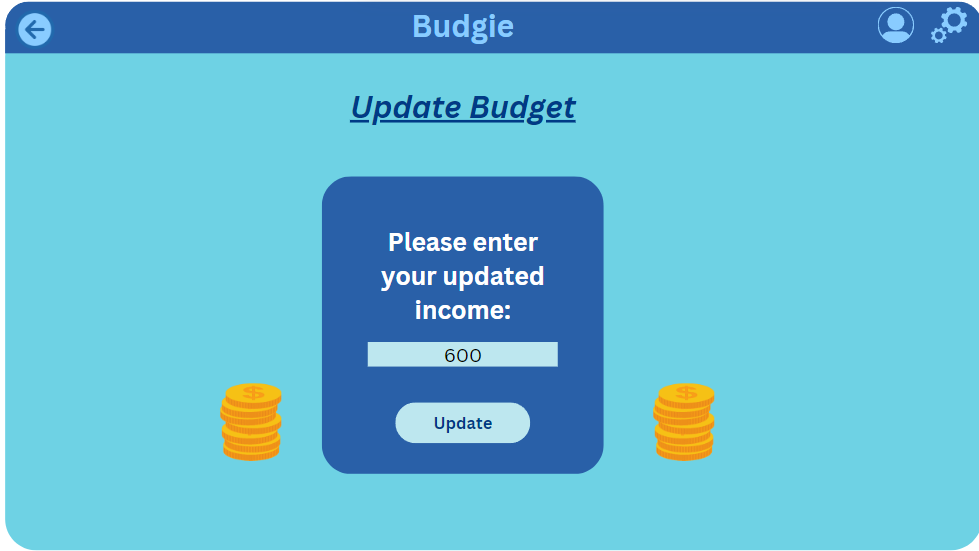 Budgie
Update Budget
Please enter
your updated
income:
600
$
$
Update